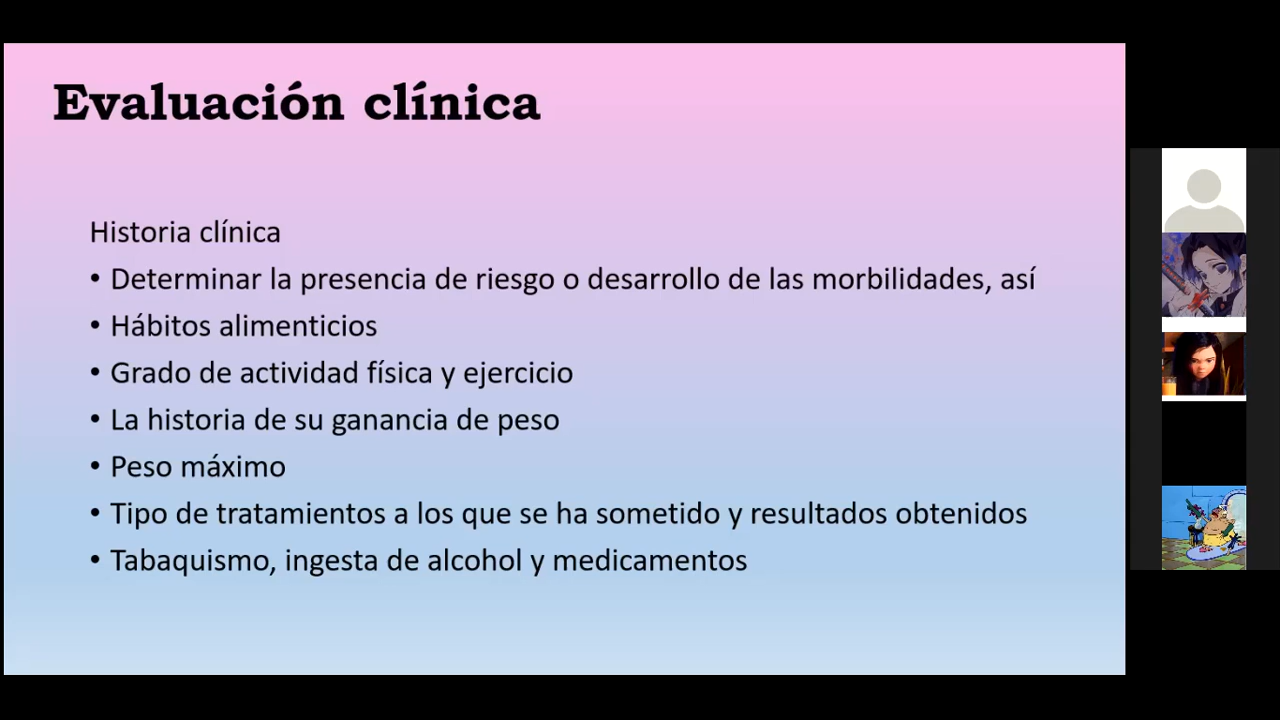 Evaluación clínica
Historia clínica
• Determinar la presencia de riesgo o desarrollo de las morbilidades, así
• Hábitos alimenticios
• Grado de actividad física y ejercicio
• La historia de su ganancia de peso
• Peso máximo
• Tipo de tratamientos a los que se ha sometido y resultados obtenidos
• Tabaquismo, ingesta de alcohol y medicamentos